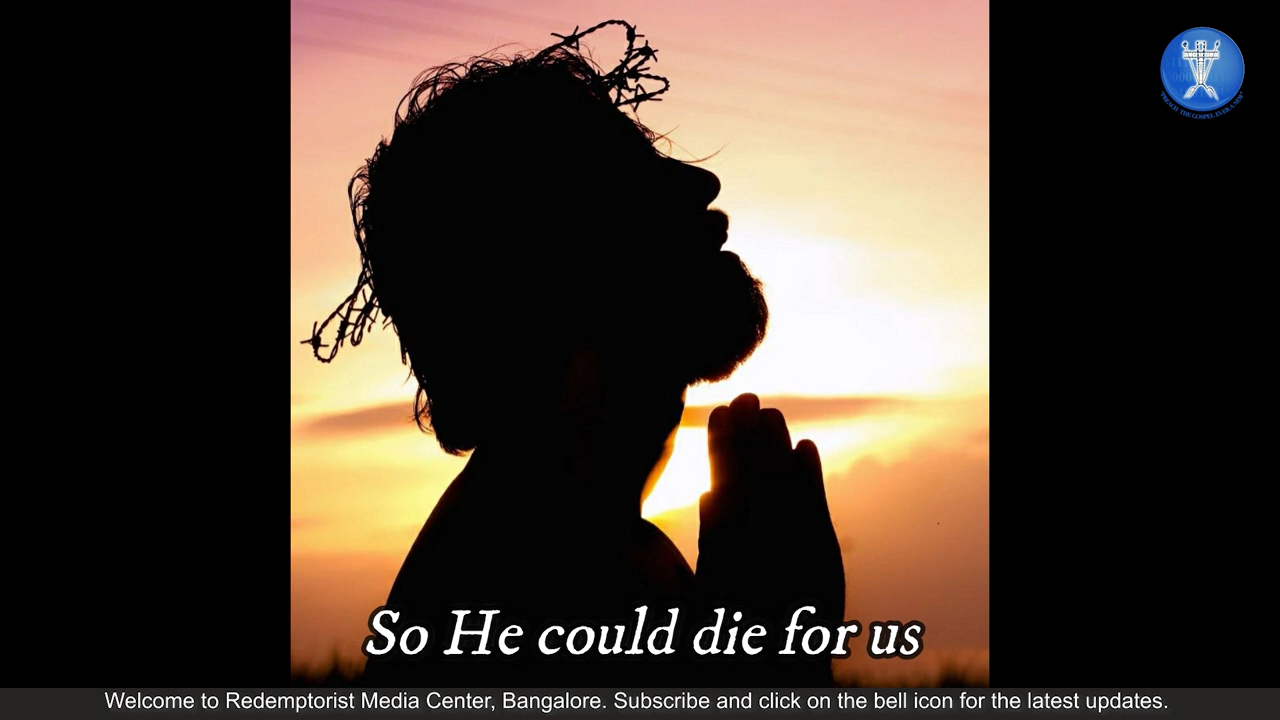 So He could die for us
Welcome to Redemptorist Media Center, Bangalore. Subscribe and click on the bell icon for the latest updates.